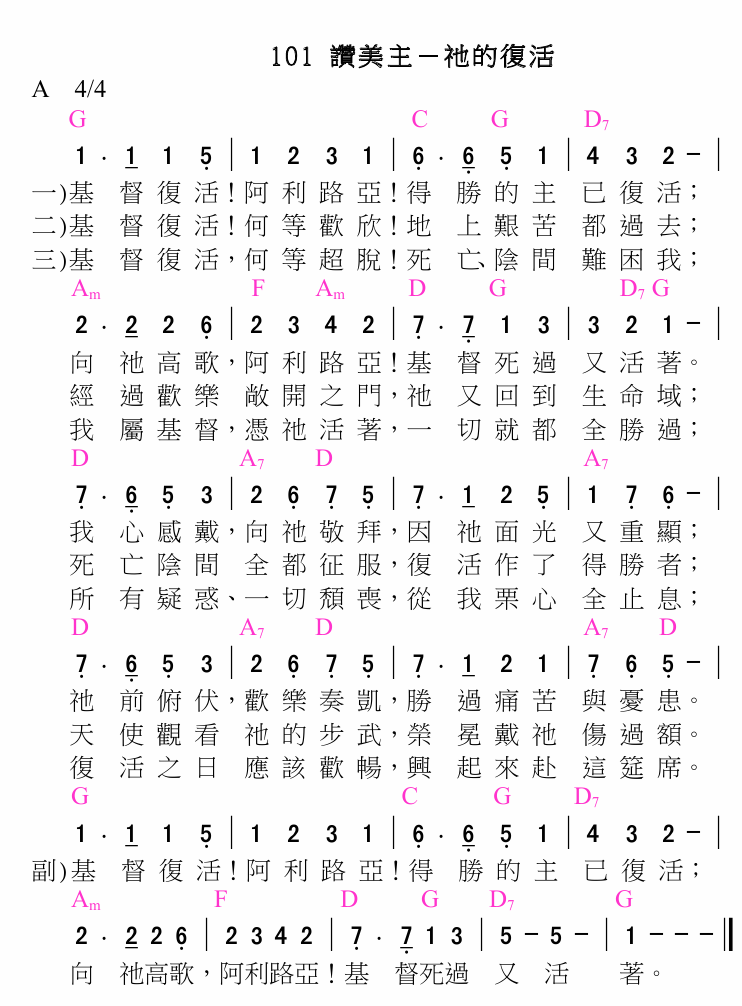 101 讚美主－祂的復活
A 4/4
G C G D7
1 . 1 1 5 | 1 2 3 1 | 6 . 6 5 1 | 4 3 2 － |
一)基督復活！阿利路亞！得勝的主已復活；
二)基督復活！何等歡欣！地上艱苦都過去；
三)基督復活，何等超脫！死亡、陰間難困我；
Am F Am D G D7 G
2 . 2 2 6 | 2 3 4 2 | 7 . 7 1 3 | 3 2 1 － |
向祂高歌，阿利路亞！基督死過又活著。
經過歡樂敞開之門，祂又回到生命域；
我屬基督，憑祂活著，一切就都全勝過；
D A7 D A7
7 . 6 5 3 | 2 6 7 5 | 7 . 1 2 5 | 1 7 6 － |
我心感戴，向祂敬拜，因祂面光又重顯；
死亡陰間全都征服，復活作了得勝者；
所有疑惑、一切頹喪，從我栗心全止息；
D A7 D A7 D
7 . 6 5 3 | 2 6 7 5 | 7 . 1 2 1 | 7 6 5 － |
祂前俯伏，歡樂奏凱，勝過痛苦與憂患。
天使觀看祂的步武，榮冕戴祂傷過額。
復活之日應該歡暢，興起來赴這筵席。
G C G D7
1 . 1 1 5 | 1 2 3 1 | 6 . 6 5 1 | 4 3 2 － |
副)基督復活！阿利路亞！得勝的主已復活；
Am F D G D7 G
2 . 2 2 6 | 2 3 4 2 | 7 . 7 1 3 | 5 － 5 － | 1 － － － ‖
向祂高歌，阿利路亞！基督死過又活著。